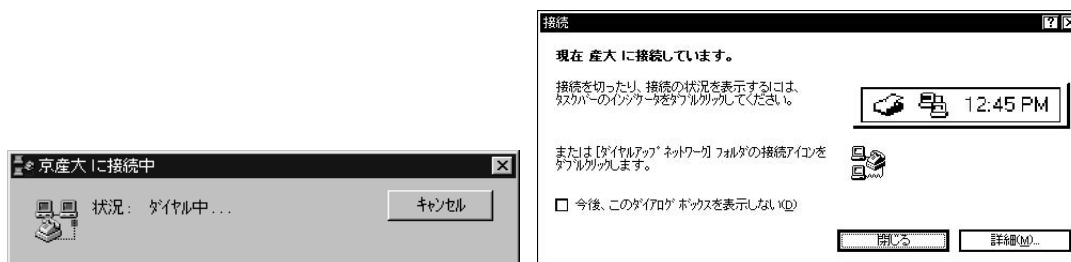 京産大 に接続中
状況: ダイヤル中...
キャンセル
接続
現在 産大 に接続しています。
接続を切ったり、接続の状況を表示するには、
タスクバーのインジケータをダブルクリックしてください。
12:45 PM
または [ダイヤルアップ ネットワーク] フォルダの接続アイコンを
ダブルクリックします。
今後、このダイアログ ボックスを表示しない(D)
閉じる
詳細(M)...